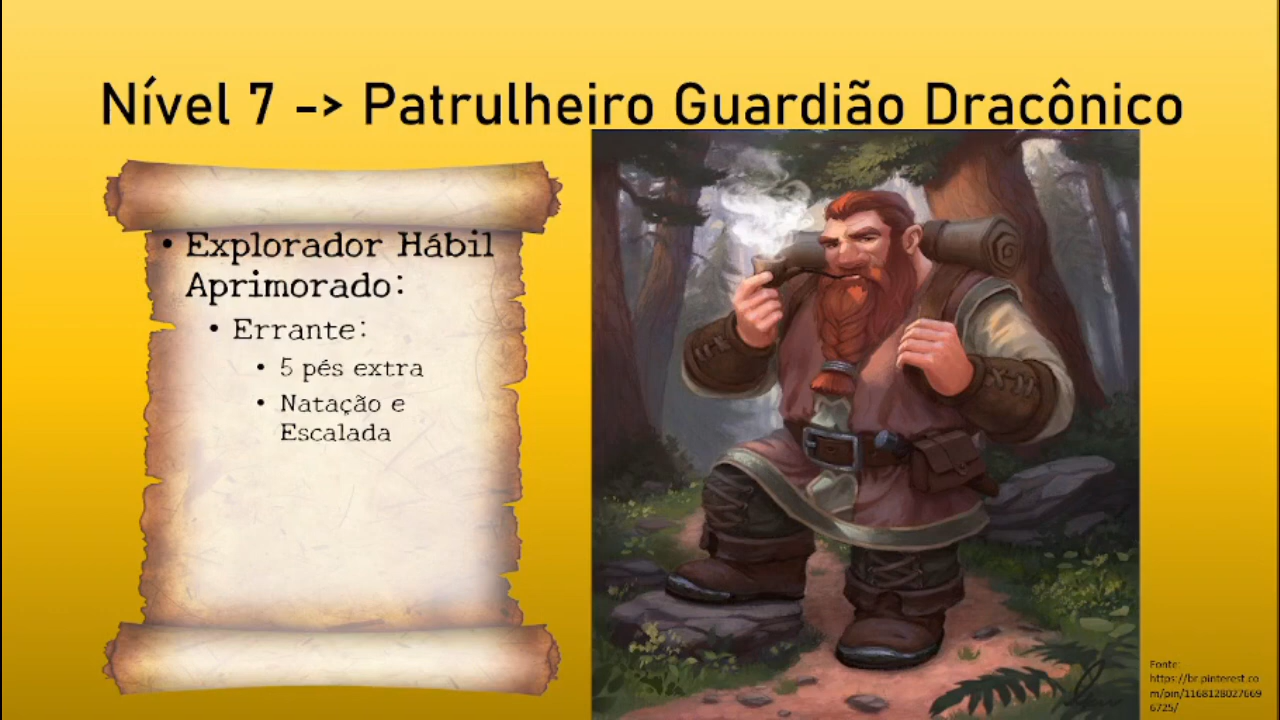 Nível 7 -> Patrulheiro Guardião Dracônico
• Explorador Hábil
Aprimorado:
• Errante:
• 5 pés extra
• Natação e
Escalada
Fonte:
https://br.pinterest.co
m/pin/1168128027669
6725/